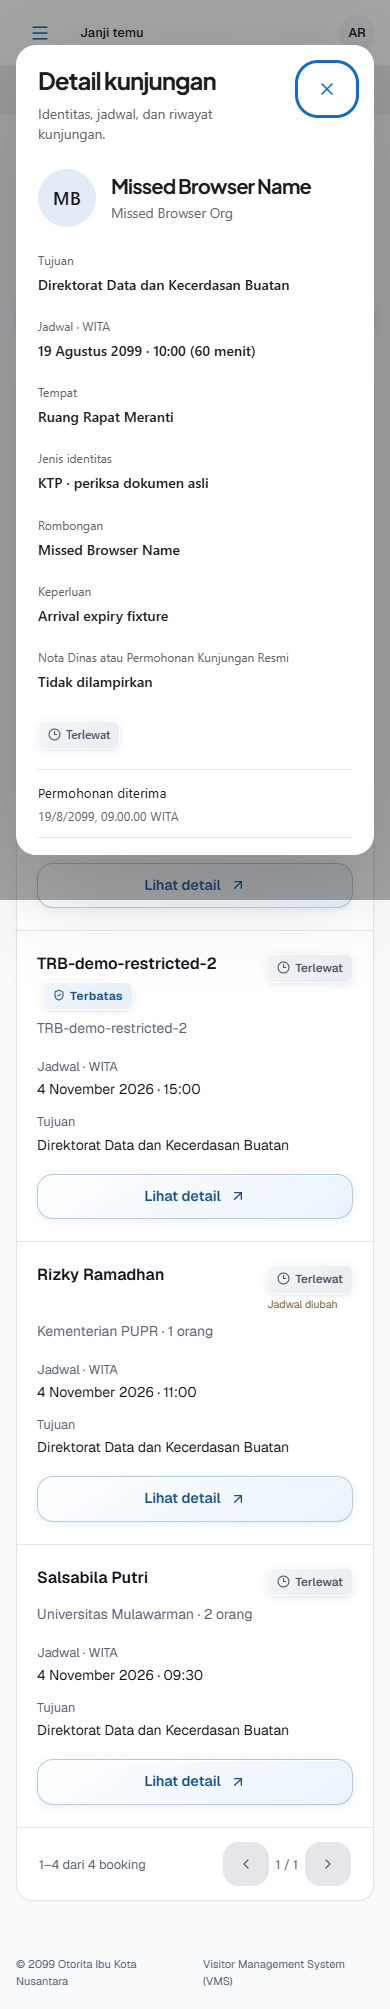 Janji temu
AR
Detail kunjungan
Identitas, jadwal, dan riwayat
kunjungan.
MB
Missed Browser Name
Missed Browser Org
Tujuan
Direktorat Data dan Kecerdasan Buatan
Jadwal · WITA
19 Agustus 2099 · 10:00 (60 menit)
Tempat
Ruang Rapat Meranti
Jenis identitas
KTP · periksa dokumen asli
Rombongan
Missed Browser Name
Keperluan
Arrival expiry fixture
Nota Dinas atau Permohonan Kunjungan Resmi
Tidak dilampirkan
Terlewat
Permohonan diterima
19/8/2099, 09.00.00 WITA
Lihat detail
TRB-demo-restricted-2
Terlewat
Terbatas
TRB-demo-restricted-2
Jadwal · WITA
4 November 2026 · 15:00
Tujuan
Direktorat Data dan Kecerdasan Buatan
Lihat detail
Rizky Ramadhan
Terlewat
Jadwal diubah
Kementerian PUPR · 1 orang
Jadwal · WITA
4 November 2026 · 11:00
Tujuan
Direktorat Data dan Kecerdasan Buatan
Lihat detail
Salsabila Putri
Terlewat
Universitas Mulawarman · 2 orang
Jadwal · WITA
4 November 2026 · 09:30
Tujuan
Direktorat Data dan Kecerdasan Buatan
Lihat detail
1–4 dari 4 booking
1 / 1
© 2099 Otorita Ibu Kota
Nusantara
Visitor Management System
(VMS)